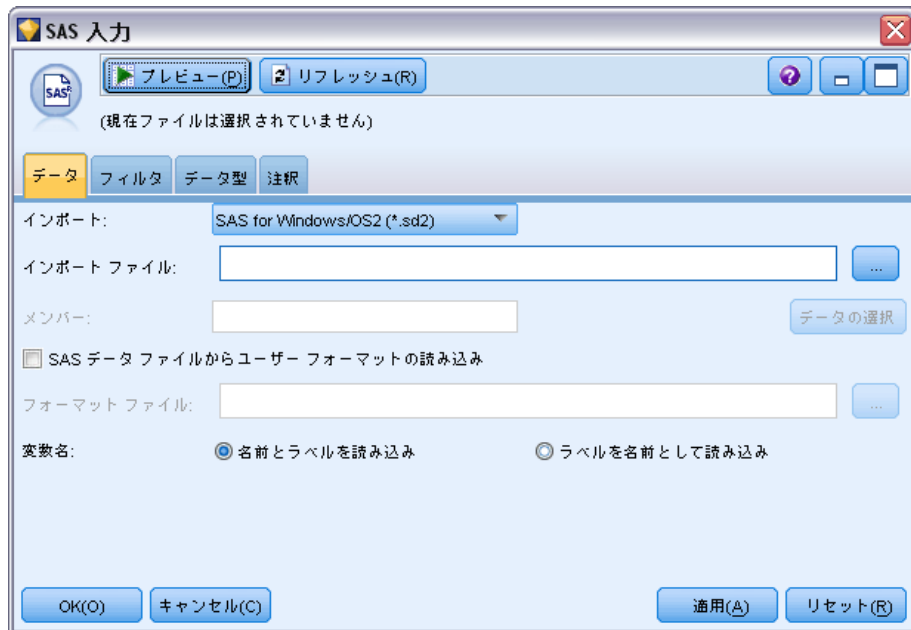 SAS 入力
プレビュー(P) リフレッシュ(R)
SAS
(現在ファイルは選択されていません)
データ フィルタ データ型 注釈
インポート: SAS for Windows/OS2 (*.sd2)
インポート ファイル: ...
メンバー: データの選択
SAS データ ファイルからユーザー フォーマットの読み込み
フォーマット ファイル: ...
変数名: 名前とラベルを読み込み ラベルを名前として読み込み
OK(O) キャンセル(C) 適用(A) リセット(R)